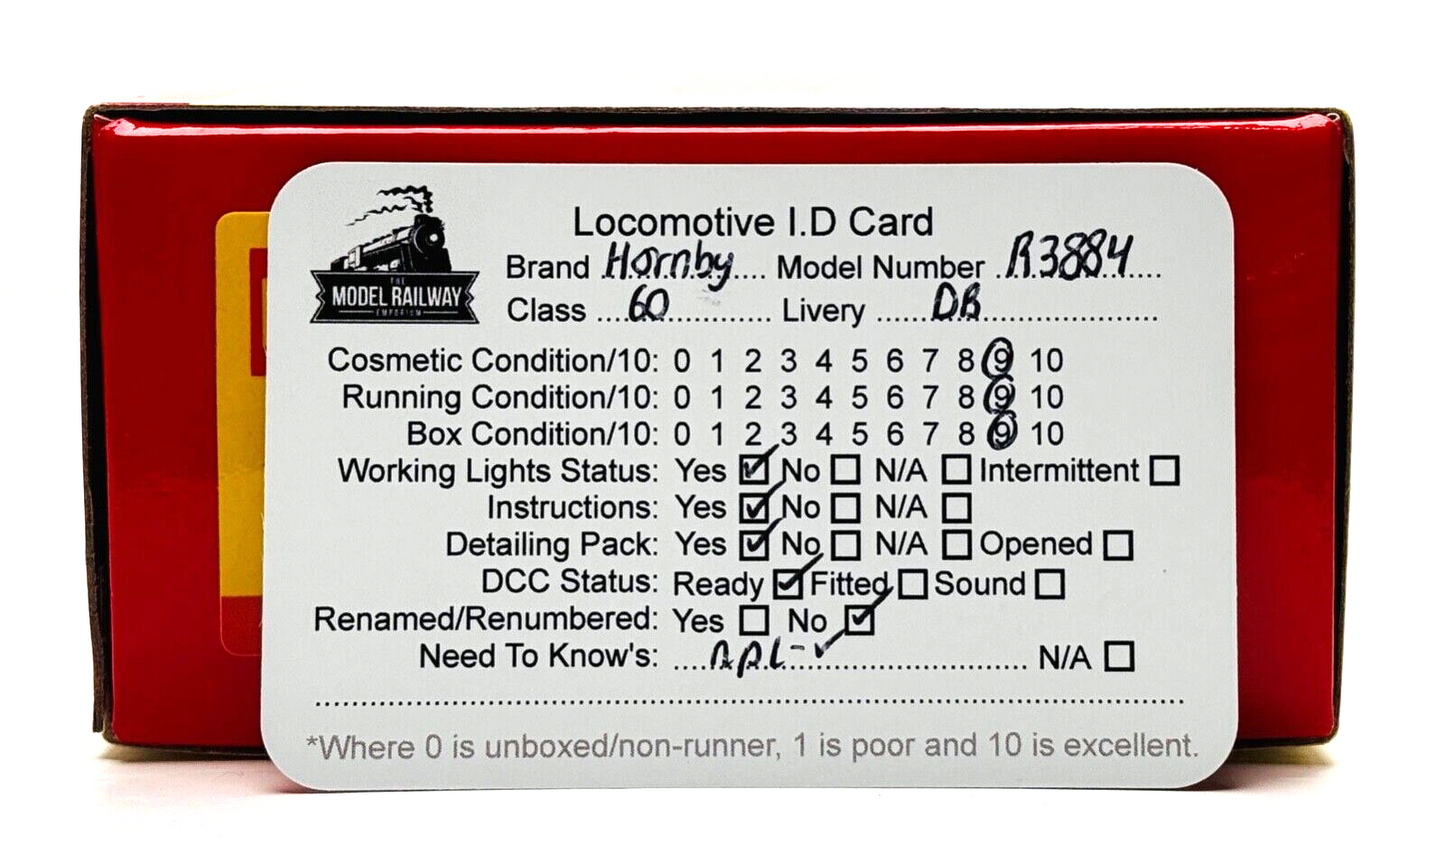 THE
MODEL RAILWAY
EMPORIUM
Locomotive I.D Card
Brand Hornby.... Model Number .R3884....
Class ...60............ Livery ......DB....................
Cosmetic Condition/10: 0 1 2 3 4 5 6 7 8 9 10
Running Condition/10: 0 1 2 3 4 5 6 7 8 9 10
Box Condition/10: 0 1 2 3 4 5 6 7 8 9 10
Working Lights Status: Yes ☑ No ☐ N/A ☐ Intermittent ☐
Instructions: Yes ☑ No ☐ N/A ☐
Detailing Pack: Yes ☑ No ☐ N/A ☐ Opened ☐
DCC Status: Ready ☑ Fitted ☐ Sound ☐
Renamed/Renumbered: Yes ☐ No ☑
Need To Know's: ............ N/A ☐
*Where 0 is unboxed/non-runner, 1 is poor and 10 is excellent.